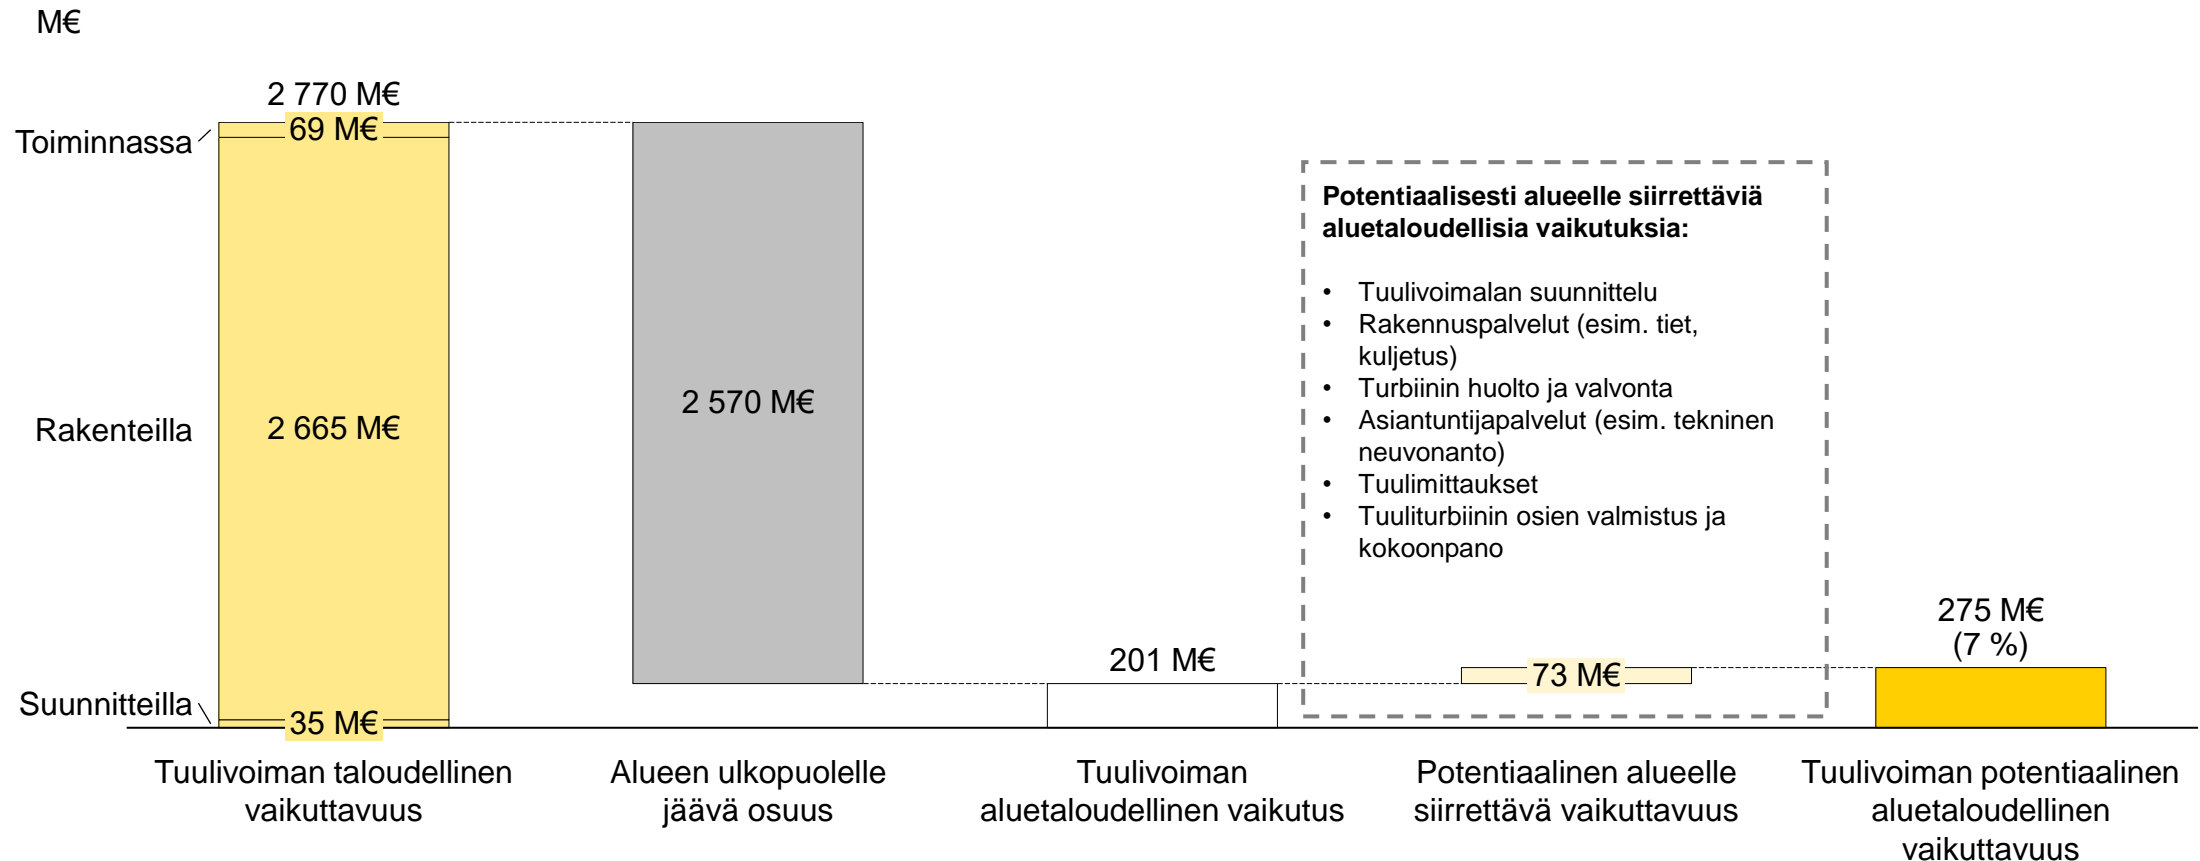 M€
2 770 M€
Toiminnassa
69 M€
Rakenteilla
2 665 M€
Suunnitteilla
35 M€
2 570 M€
201 M€
Potentiaalisesti alueelle siirrettäviä
aluetaloudellisia vaikutuksia:
• Tuulivoimalan suunnittelu
• Rakennuspalvelut (esim. tiet,
kuljetus)
• Turbiinin huolto ja valvonta
• Asiantuntijapalvelut (esim. tekninen
neuvonanto)
• Tuulimittaukset
• Tuuliturbiinin osien valmistus ja
kokoonpano
73 M€
275 M€
(7 %)
Tuulivoiman taloudellinen
vaikuttavuus
Alueen ulkopuolelle
jäävä osuus
Tuulivoiman
aluetaloudellinen vaikutus
Potentiaalinen alueelle
siirrettävä vaikuttavuus
Tuulivoiman potentiaalinen
aluetaloudellinen
vaikuttavuus